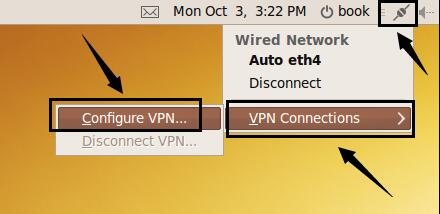 Mon Oct 3, 3:22 PM book
Wired Network
Auto eth4
Disconnect
VPN Connections
Configure VPN...
Disconnect VPN...